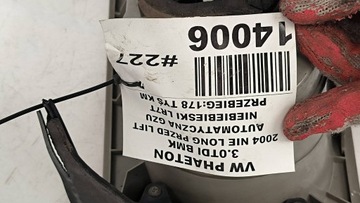 VW PHAETON
3.0TDI BMK
2004 NIE LONG PRZED LIFT
AUTOMATYCZNA GZU
NIEBIEBIESKI LR7T
PRZEBIEG:178 TYS KM
#227
14006